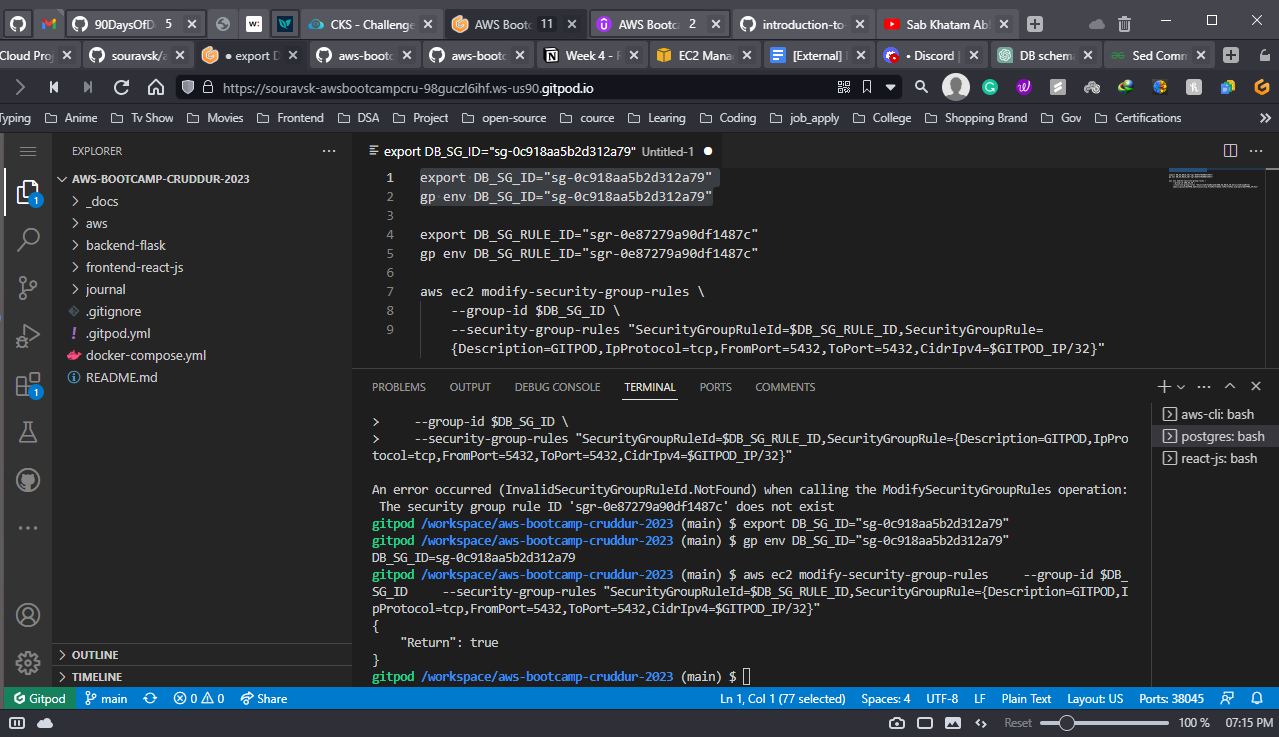 90DaysOfD 5
w:
CKS - Challenge
AWS Bootc 11
AWS Bootca 2
introduction-to-
Sab Khatam Ab!
Cloud Proj
souravsk/a
● export D
aws-bootc
aws-bootc
Week 4 - F
EC2 Mana
[External] I
• Discord |
DB schema
Sed Comm
https://souravsk-awsbootcampcru-98guczl6ihf.ws-us90.gitpod.io
Typing
Anime
Tv Show
Movies
Frontend
DSA
Project
open-source
cource
Learing
Coding
job_apply
College
Shopping Brand
Gov
Certifications
EXPLORER
AWS-BOOTCAMP-CRUDDUR-2023
_docs
aws
backend-flask
frontend-react-js
journal
.gitignore
.gitpod.yml
docker-compose.yml
README.md
OUTLINE
TIMELINE
1
1
export DB_SG_ID="sg-0c918aa5b2d312a79" Untitled-1
1 export DB_SG_ID="sg-0c918aa5b2d312a79"
2 gp env DB_SG_ID="sg-0c918aa5b2d312a79"
3
4 export DB_SG_RULE_ID="sgr-0e87279a90df1487c"
5 gp env DB_SG_RULE_ID="sgr-0e87279a90df1487c"
6
7 aws ec2 modify-security-group-rules \
8 --group-id $DB_SG_ID \
9 --security-group-rules "SecurityGroupRuleId=$DB_SG_RULE_ID,SecurityGroupRule=
{Description=GITPOD,IpProtocol=tcp,FromPort=5432,ToPort=5432,CidrIpv4=$GITPOD_IP/32}"
PROBLEMS OUTPUT DEBUG CONSOLE TERMINAL PORTS COMMENTS
> --group-id $DB_SG_ID \
> --security-group-rules "SecurityGroupRuleId=$DB_SG_RULE_ID,SecurityGroupRule={Description=GITPOD,IpPro
tocol=tcp,FromPort=5432,ToPort=5432,CidrIpv4=$GITPOD_IP/32}"
An error occurred (InvalidSecurityGroupRuleId.NotFound) when calling the ModifySecurityGroupRules operation:
The security group rule ID 'sgr-0e87279a90df1487c' does not exist
gitpod /workspace/aws-bootcamp-cruddur-2023 (main) $ export DB_SG_ID="sg-0c918aa5b2d312a79"
gitpod /workspace/aws-bootcamp-cruddur-2023 (main) $ gp env DB_SG_ID="sg-0c918aa5b2d312a79"
DB_SG_ID=sg-0c918aa5b2d312a79
gitpod /workspace/aws-bootcamp-cruddur-2023 (main) $ aws ec2 modify-security-group-rules --group-id $DB_
SG_ID --security-group-rules "SecurityGroupRuleId=$DB_SG_RULE_ID,SecurityGroupRule={Description=GITPOD,I
pProtocol=tcp,FromPort=5432,ToPort=5432,CidrIpv4=$GITPOD_IP/32}"
{
"Return": true
}
gitpod /workspace/aws-bootcamp-cruddur-2023 (main) $
aws-cli: bash
postgres: bash
react-js: bash
Gitpod main 0 0 Share Ln 1, Col 1 (77 selected) Spaces: 4 UTF-8 LF Plain Text Layout: US Ports: 38045
Reset 100 % 07:15 PM